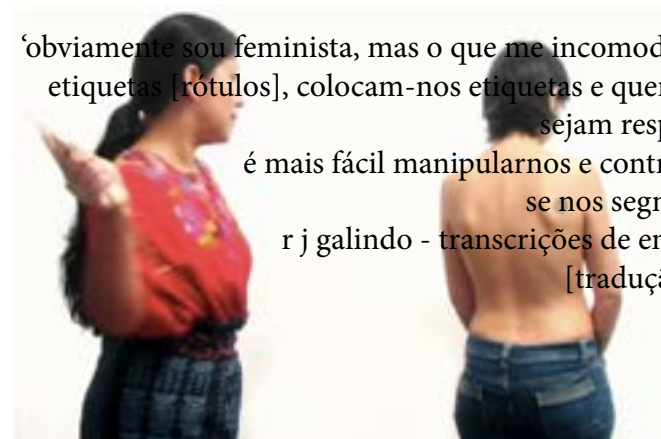 ‘obviamente sou feminista, mas o que me incomod
etiquetas [rótulos], colocam-nos etiquetas e quer
sejam resp
é mais fácil manipularnos e contr
se nos segm
r j galindo - transcrições de en
[traduçã